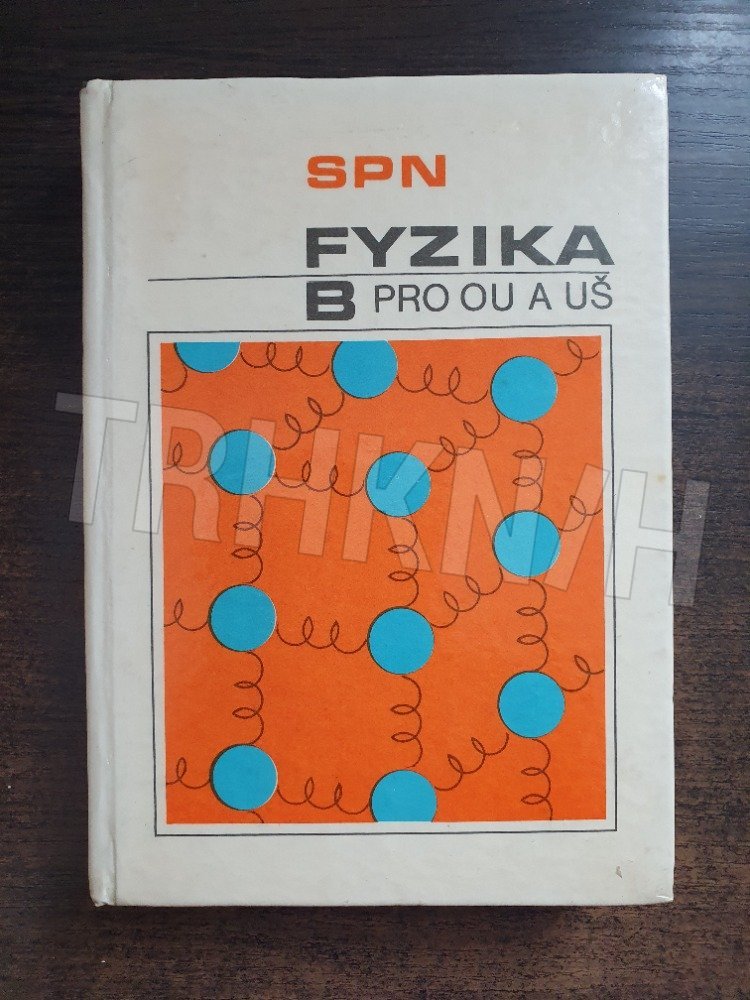 SPN
FYZIKA
B PRO OU A UŠ
TRHKNIH